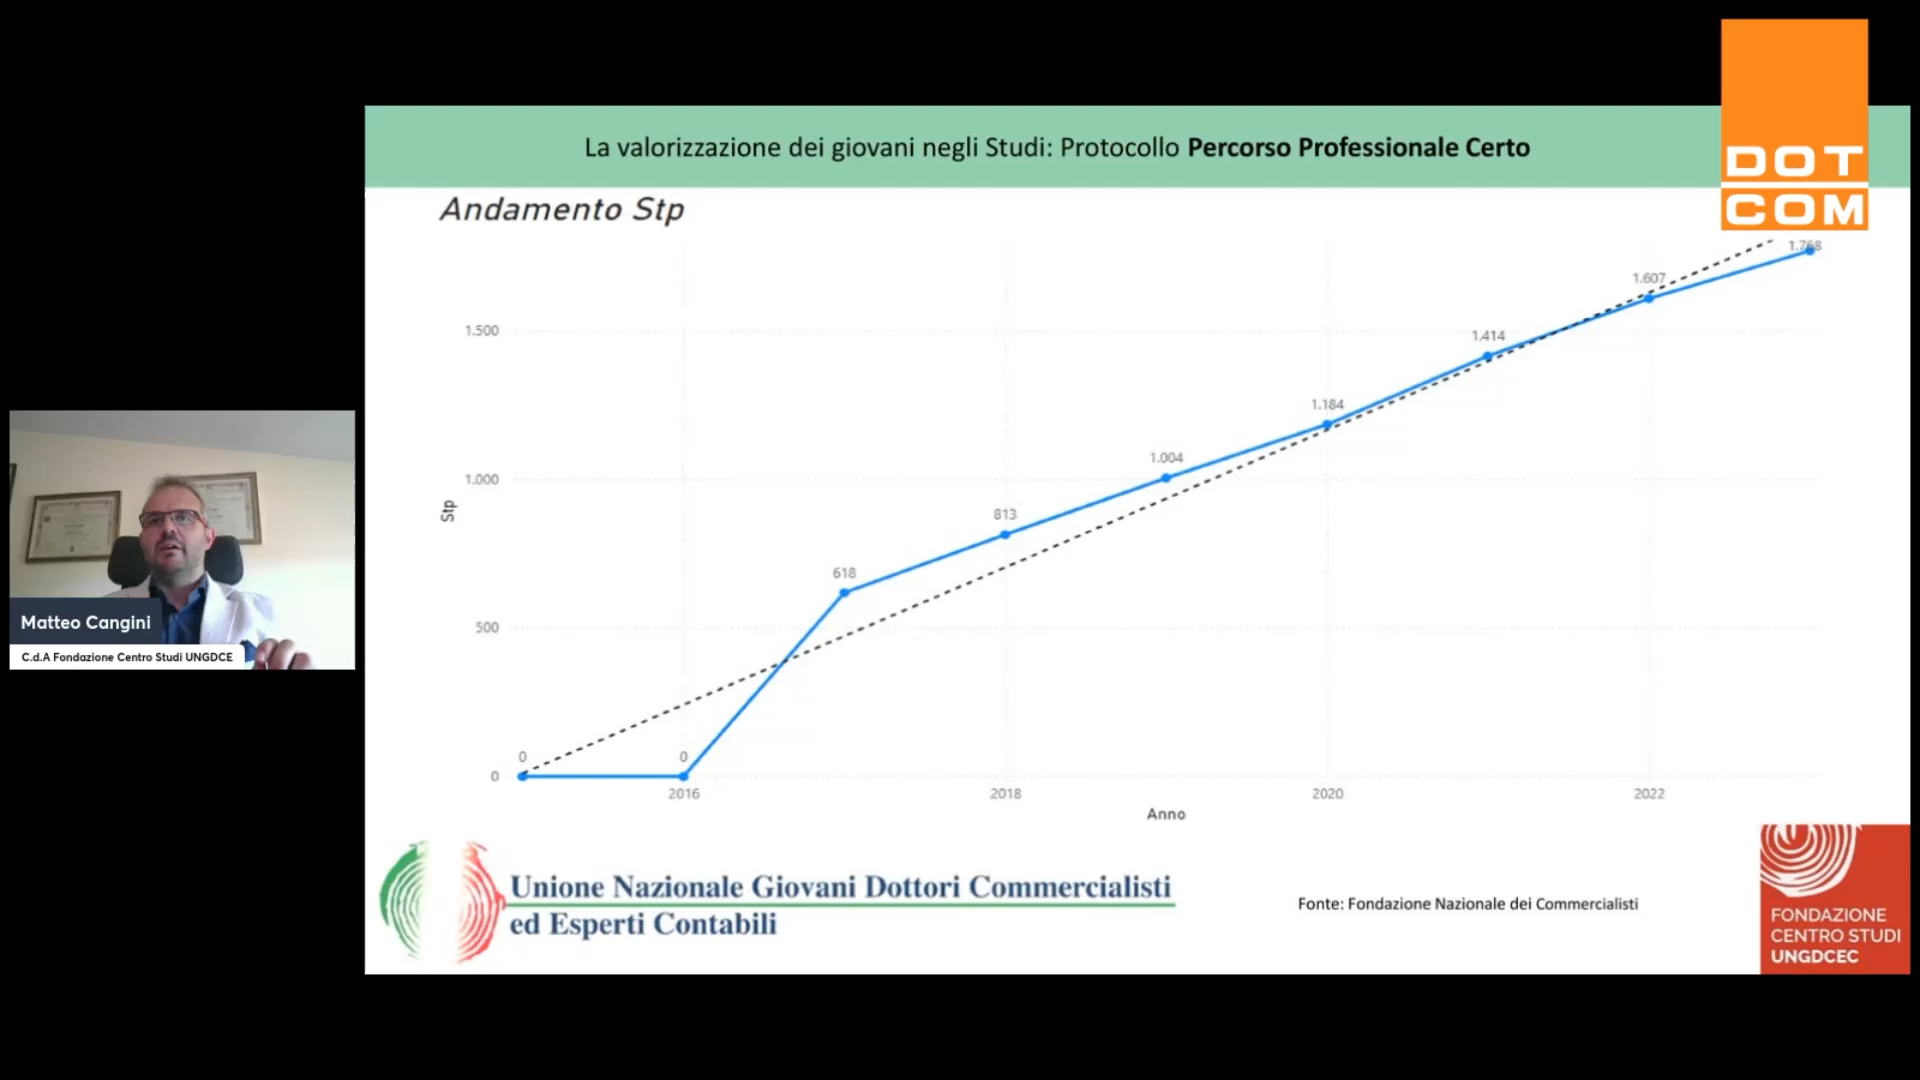 DOT
COM
La valorizzazione dei giovani negli Studi: Protocollo Percorso Professionale Certo
Andamento Stp
1.768
1.607
1.500
1.414
1.184
1.004
1.000
Stp
813
618
500
0
0
0
2016
2018
2020
2022
Anno
Matteo Cangini
C.d.A Fondazione Centro Studi UNGDCE
Unione Nazionale Giovani Dottori Commercialisti
ed Esperti Contabili
Fonte: Fondazione Nazionale dei Commercialisti
FONDAZIONE
CENTRO STUDI
UNGDCEC